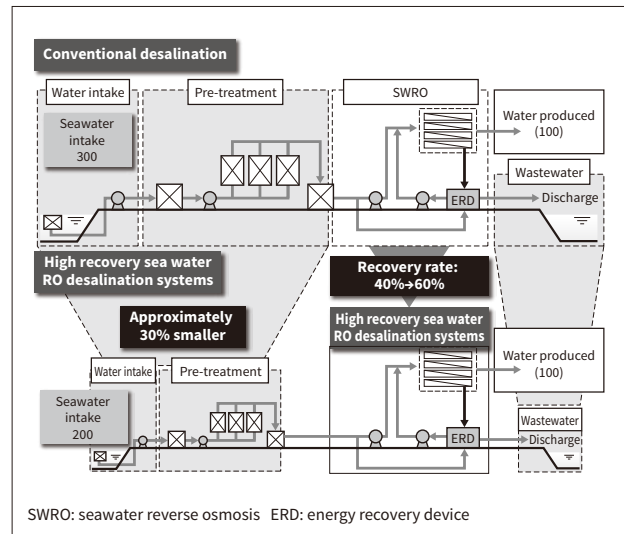 Conventional desalination
Water intake
Pre-treatment
SWRO
Seawater
intake
300
Water produced
(100)
Wastewater
Discharge
ERD
High recovery sea water
RO desalination systems
Recovery rate:
40%→60%
Approximately
30% smaller
High recovery sea water
RO desalination systems
Water intake
Pre-treatment
Water produced
(100)
Seawater
intake
200
Wastewater
Discharge
ERD
SWRO: seawater reverse osmosis ERD: energy recovery device